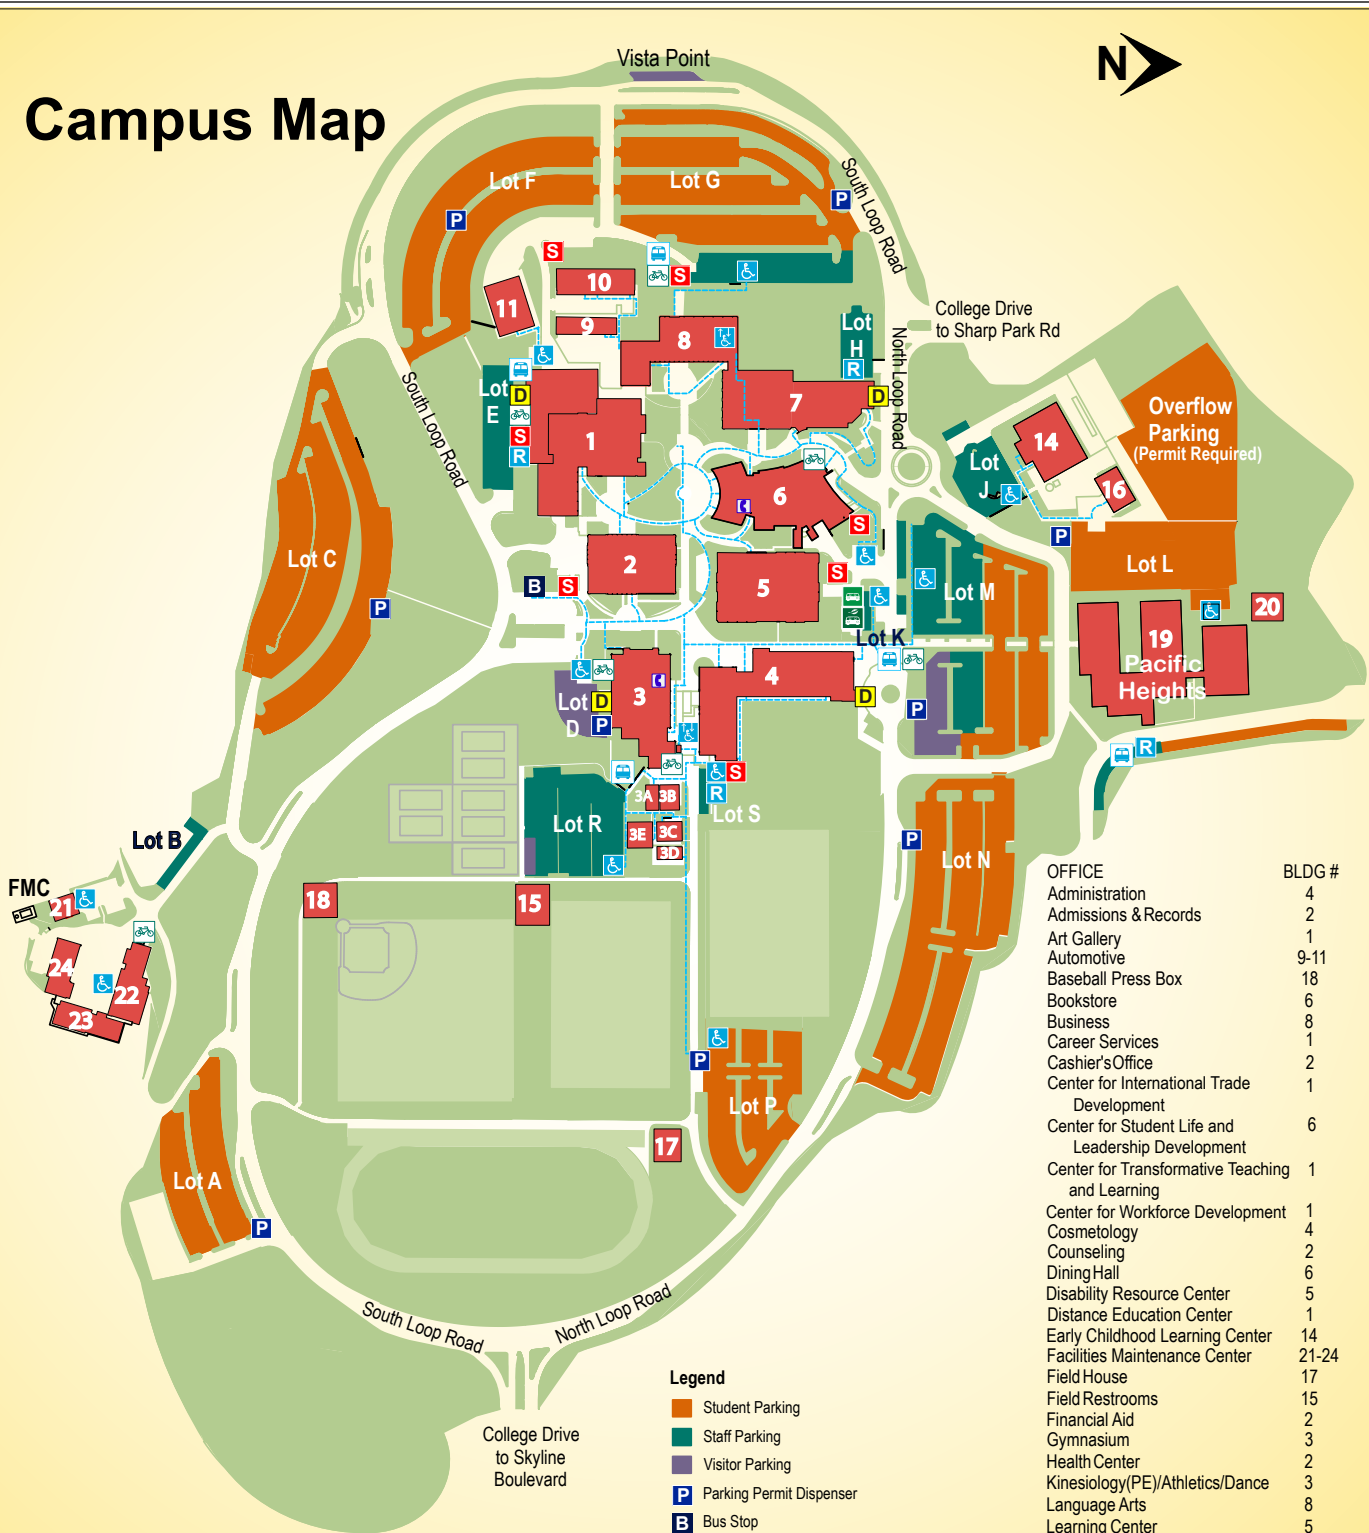 Vista Point
N
Campus Map
Lot F
Lot G
South Loop Road
P
P
S
S
10
11
9
8
College Drive
to Sharp Park Rd
Lot
H
R
North Loop Road
South Loop Road
Lot
E
D
S
R
1
7
D
Overflow
Parking
(Permit Required)
14
Lot
J
16
6
S
P
Lot C
2
5
S
B
S
Lot M
Lot L
P
20
Lot K
19
Pacific
Heights
3
4
Lot
D
D
P
D
P
R
S
R
Lot S
3A
3B
3E
3C
3D
Lot R
Lot B
P
Lot N
FMC
21
24
22
23
18
15
P
Lot P
17
Lot A
P
South Loop Road
North Loop Road
College Drive
to Skyline
Boulevard
Legend
Student Parking
Staff Parking
Visitor Parking
P Parking Permit Dispenser
B Bus Stop
OFFICE BLDG #
Administration 4
Admissions & Records 2
Art Gallery 1
Automotive 9-11
Baseball Press Box 18
Bookstore 6
Business 8
Career Services 1
Cashier's Office 2
Center for International Trade 1
Development
Center for Student Life and 6
Leadership Development
Center for Transformative Teaching 1
and Learning
Center for Workforce Development 1
Cosmetology 4
Counseling 2
Dining Hall 6
Disability Resource Center 5
Distance Education Center 1
Early Childhood Learning Center 14
Facilities Maintenance Center 21-24
Field House 17
Field Restrooms 15
Financial Aid 2
Gymnasium 3
Health Center 2
Kinesiology(PE)/Athletics/Dance 3
Language Arts 8
Learning Center 5